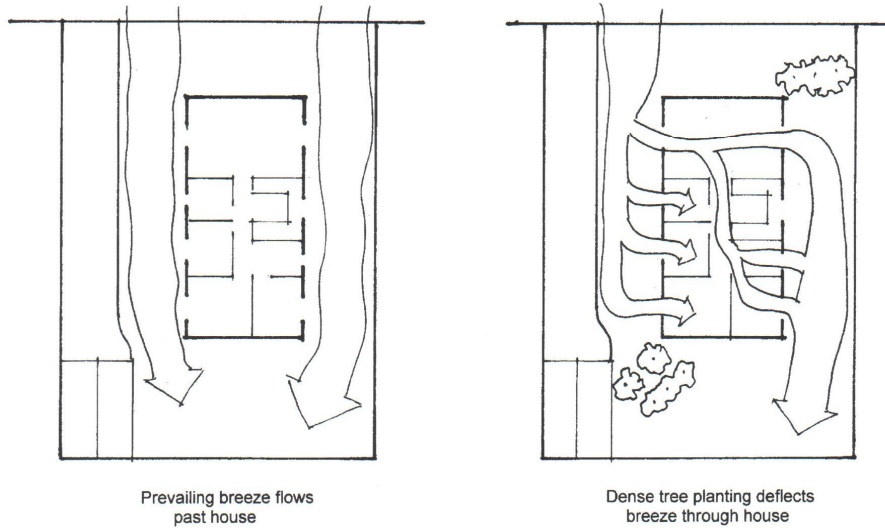 Prevailing breeze flows
past house
Dense tree planting deflects
breeze through house